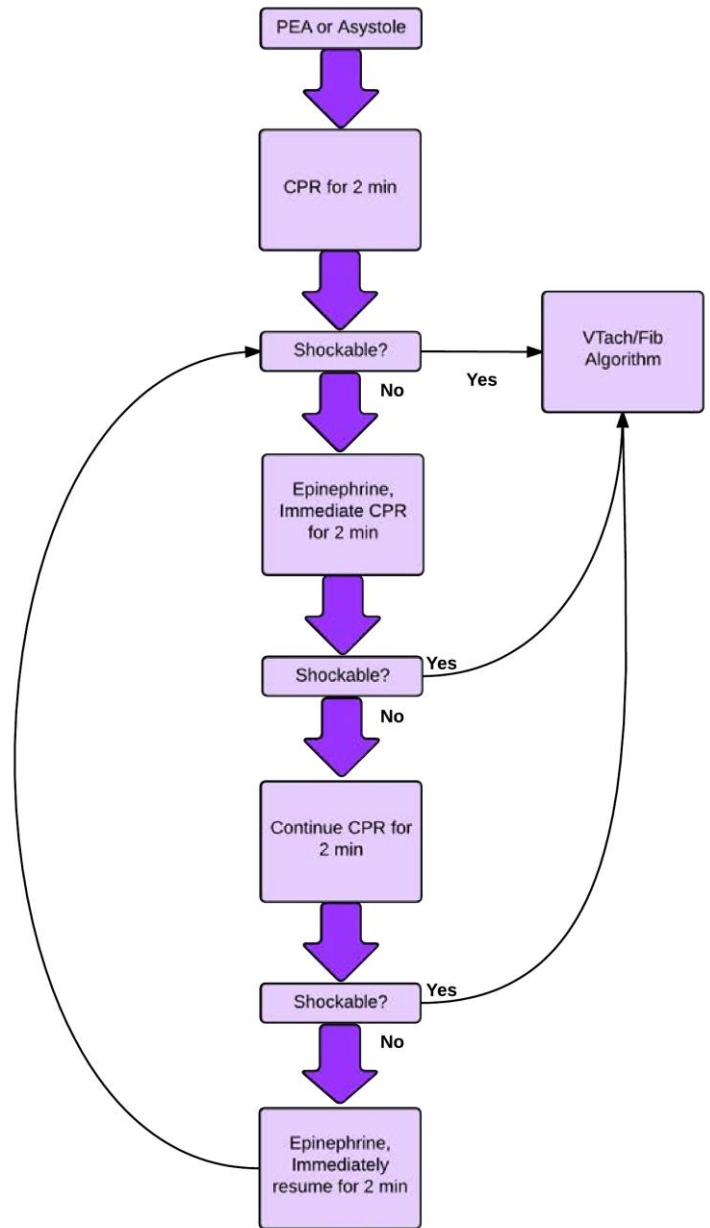 PEA or Asystole
CPR for 2 min
Shockable?
Yes
No
VTach/Fib
Algorithm
Epinephrine,
Immediate CPR
for 2 min
Shockable?
Yes
No
Continue CPR for
2 min
Shockable?
Yes
No
Epinephrine,
Immediately
resume for 2 min